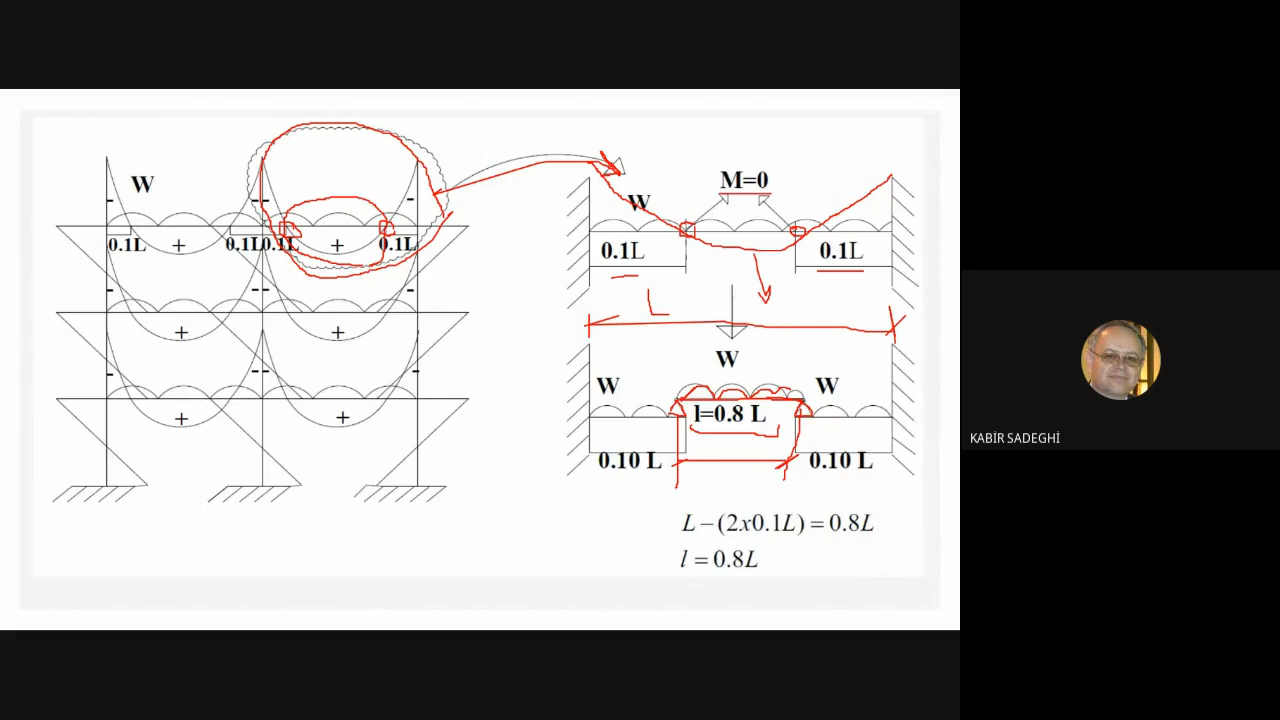 W
- - -
0.1L + 0.1L 0.1L + 0.1L
- -- -
+ +
- -- -
+ +
M=0
W
0.1L 0.1L
L
W
W W
l=0.8 L
0.10 L 0.10 L
L-(2x0.1L)=0.8L
l=0.8L
KABİR SADEGHİ